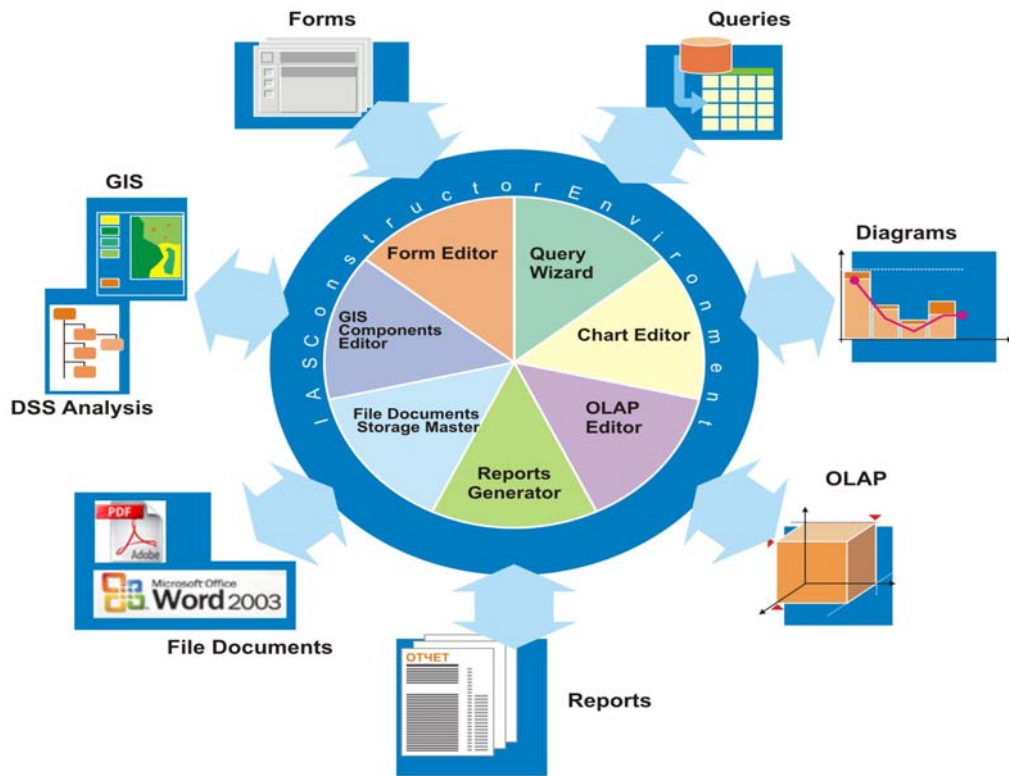 Forms
Queries
GIS
DSS Analysis
Diagrams
IASConstructorEnvironment
Form Editor
Query
Wizard
GIS
Components
Editor
Chart Editor
File Documents
Storage Master
OLAP
Editor
Reports
Generator
OLAP
PDF
Adobe
Microsoft Office
Word 2003
File Documents
ОТЧЕТ
Reports